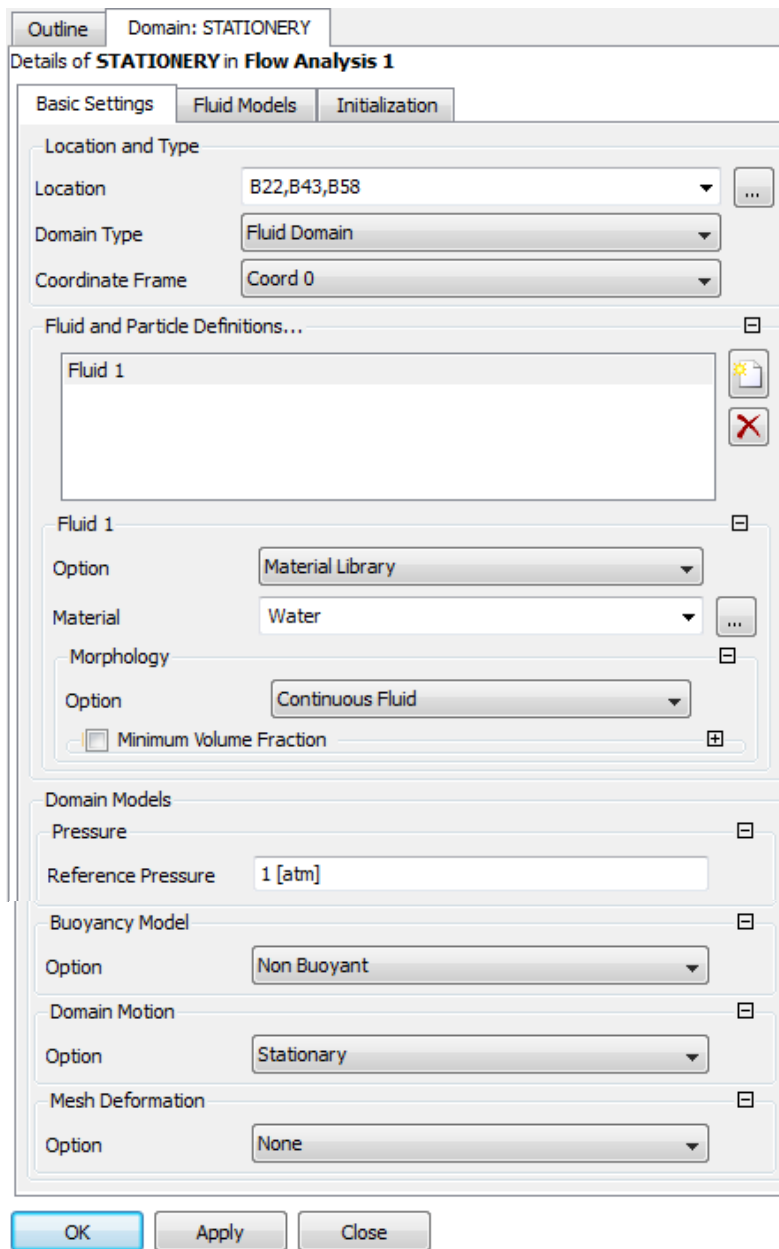 Outline Domain: STATIONERY
Details of STATIONERY in Flow Analysis 1
Basic Settings Fluid Models Initialization
Location and Type
Location B22,B43,B58 ...
Domain Type Fluid Domain
Coordinate Frame Coord 0
Fluid and Particle Definitions...
Fluid 1
Fluid 1
Option Material Library
Material Water ...
Morphology
Option Continuous Fluid
Minimum Volume Fraction
Domain Models
Pressure
Reference Pressure 1 [atm]
Buoyancy Model
Option Non Buoyant
Domain Motion
Option Stationary
Mesh Deformation
Option None
OK Apply Close